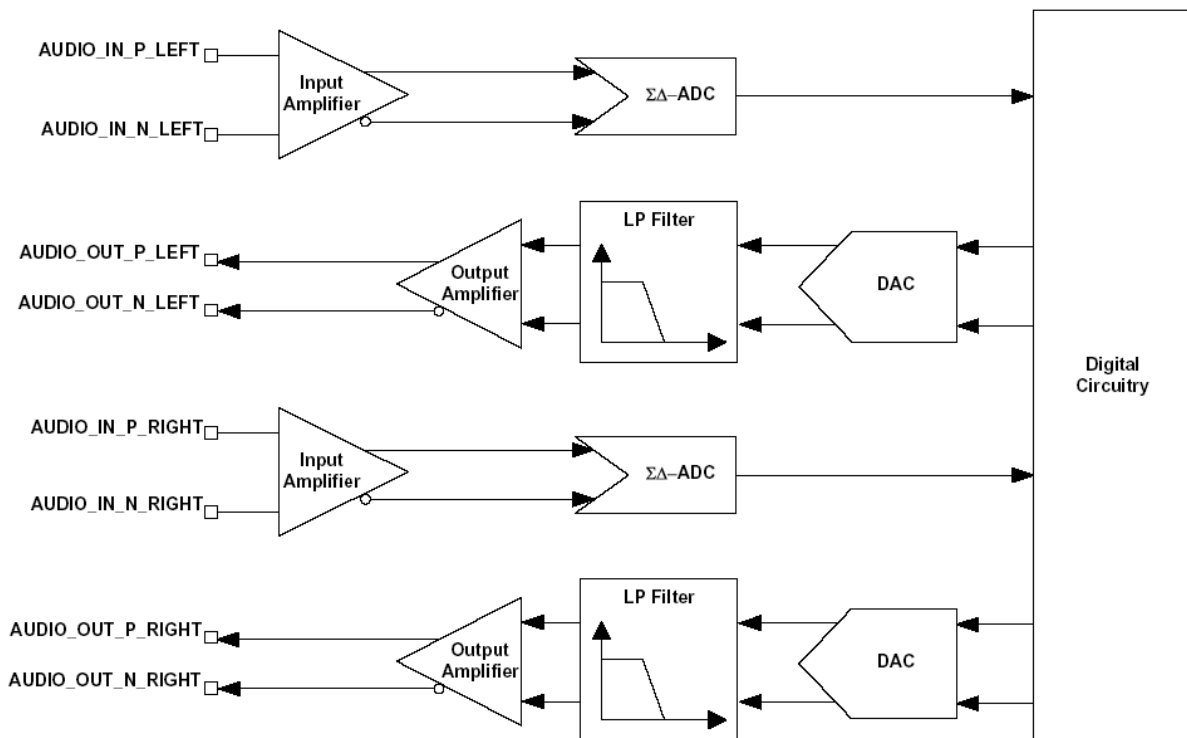 AUDIO_IN_P_LEFT
Input
Amplifier
ΣΔ–ADC
AUDIO_IN_N_LEFT
LP Filter
AUDIO_OUT_P_LEFT
Output
Amplifier
DAC
AUDIO_OUT_N_LEFT
Digital
Circuitry
AUDIO_IN_P_RIGHT
Input
Amplifier
ΣΔ–ADC
AUDIO_IN_N_RIGHT
LP Filter
AUDIO_OUT_P_RIGHT
Output
Amplifier
DAC
AUDIO_OUT_N_RIGHT